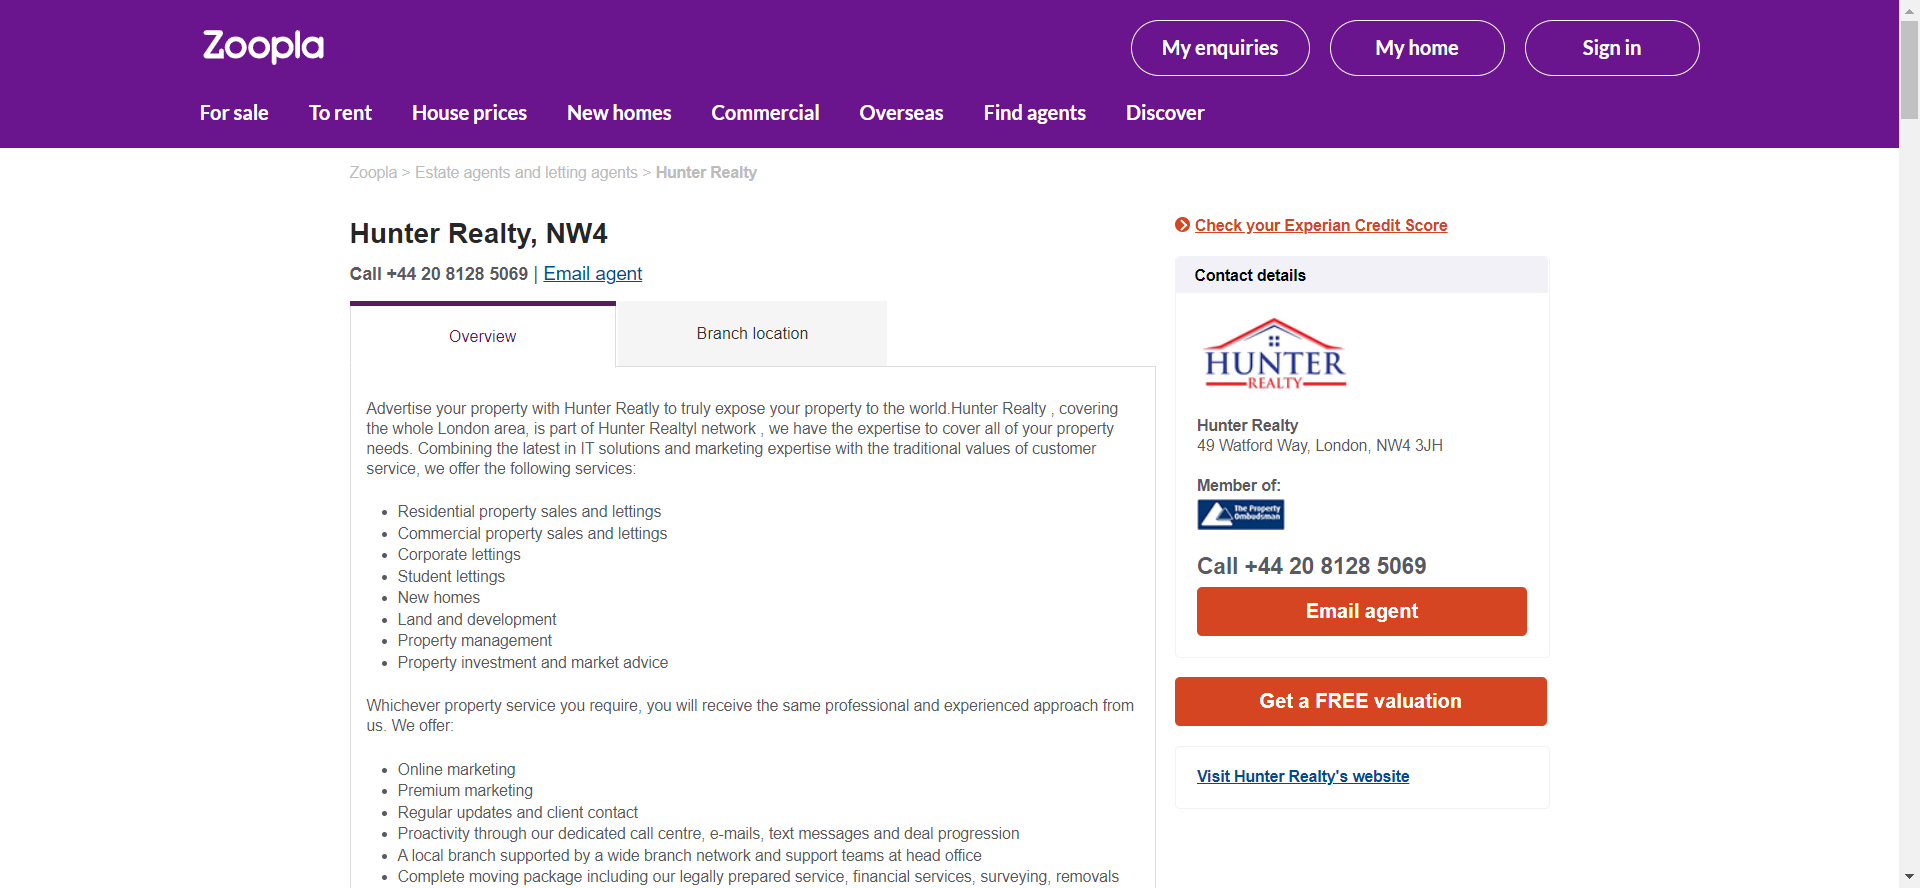 Zoopla
My enquiries
My home
Sign in
For sale
To rent
House prices
New homes
Commercial
Overseas
Find agents
Discover
Zoopla > Estate agents and letting agents > Hunter Realty
Hunter Realty, NW4
Call +44 20 8128 5069 | Email agent
Overview
Branch location
Advertise your property with Hunter Reatly to truly expose your property to the world.Hunter Realty , covering
the whole London area, is part of Hunter Realtyl network , we have the expertise to cover all of your property
needs. Combining the latest in IT solutions and marketing expertise with the traditional values of customer
service, we offer the following services:
• Residential property sales and lettings
• Commercial property sales and lettings
• Corporate lettings
• Student lettings
• New homes
• Land and development
• Property management
• Property investment and market advice
Whichever property service you require, you will receive the same professional and experienced approach from
us. We offer:
• Online marketing
• Premium marketing
• Regular updates and client contact
• Proactivity through our dedicated call centre, e-mails, text messages and deal progression
• A local branch supported by a wide branch network and support teams at head office
• Complete moving package including our legally prepared service, financial services, surveying, removals
Check your Experian Credit Score
Contact details
HUNTER
REALTY
Hunter Realty
49 Watford Way, London, NW4 3JH
Member of:
The Property
Ombudsman
Call +44 20 8128 5069
Email agent
Get a FREE valuation
Visit Hunter Realty's website